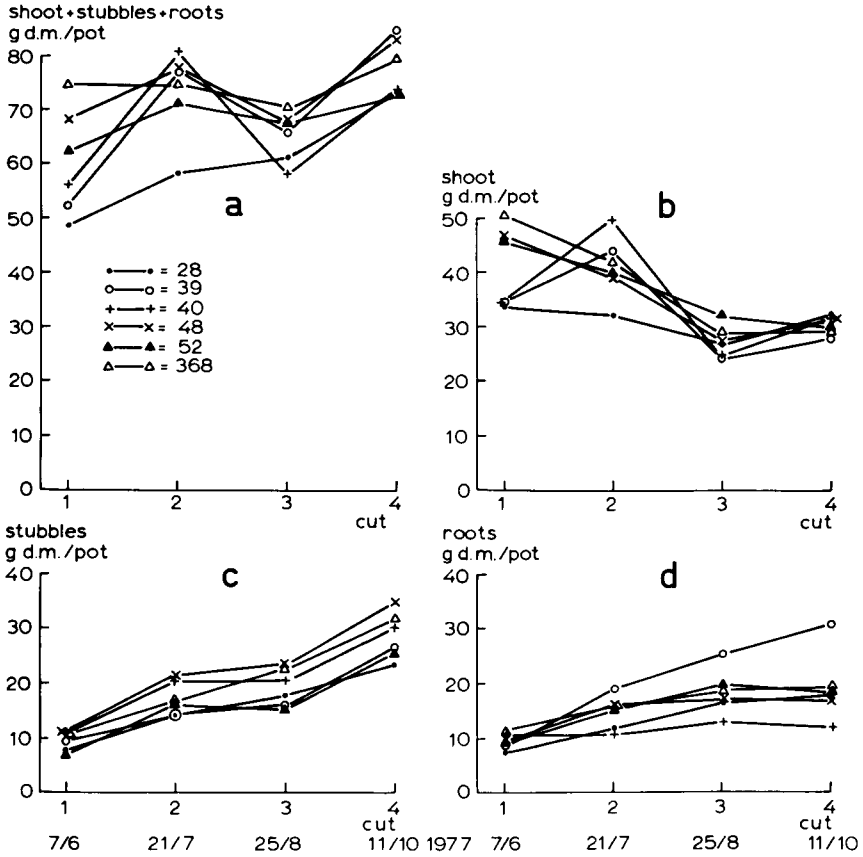 shoot+stubbles+roots
g d.m./pot
80
70
60
50
40
30
20
10
0
a
= 28
= 39
= 40
= 48
= 52
= 368
1 2 3 4
cut
shoot
g d.m./pot
50
40
30
20
10
0
b
1 2 3 4
cut
stubbles
g d.m./pot
40
30
20
10
0
c
1 2 3 4
cut
roots
g d.m./pot
40
30
20
10
0
d
1 2 3 4
cut
7/6 21/7 25/8 11/10 1977 7/6 21/7 25/8 11/10